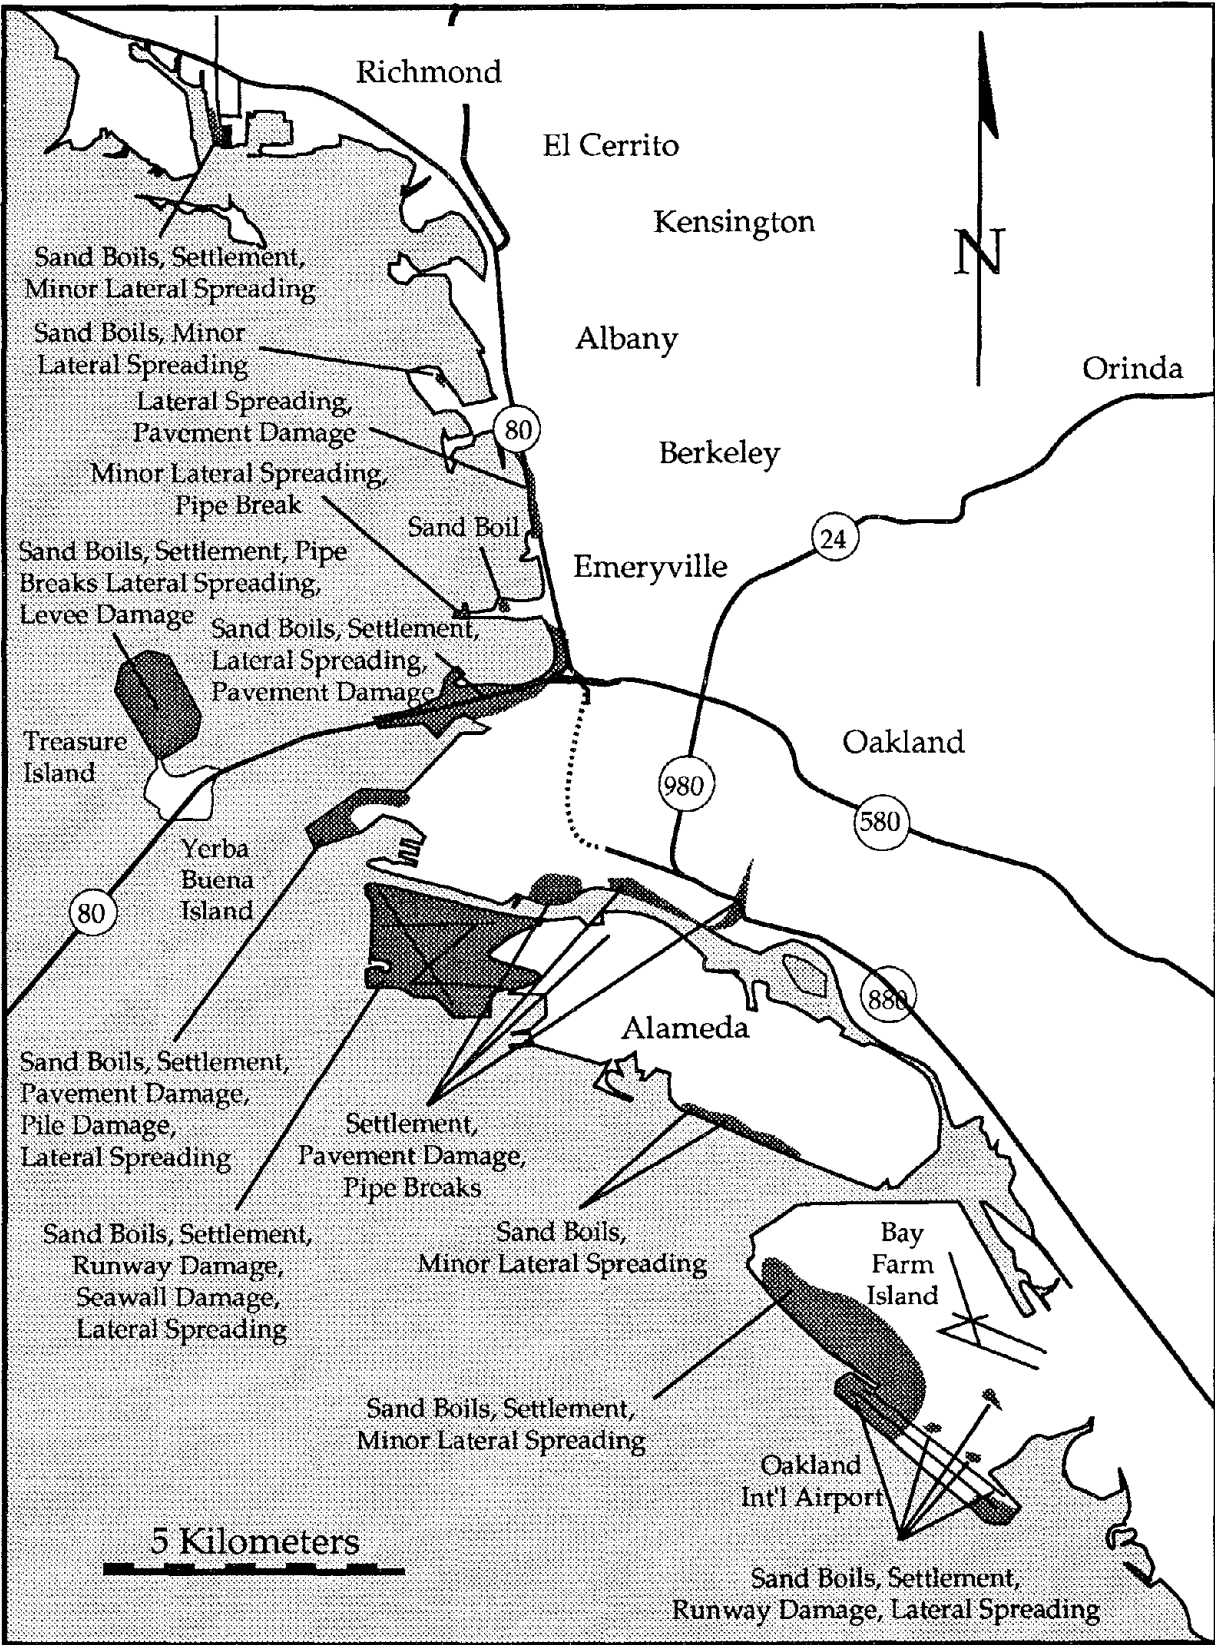 Richmond
El Cerrito
Kensington
N
Sand Boils, Settlement,
Minor Lateral Spreading
Sand Boils, Minor
Lateral Spreading
Albany
Orinda
Lateral Spreading,
Pavement Damage
80
Berkeley
Minor Lateral Spreading,
Pipe Break
Sand Boil
24
Sand Boils, Settlement, Pipe
Breaks Lateral Spreading,
Levee Damage
Emeryville
Sand Boils, Settlement,
Lateral Spreading,
Pavement Damage
Treasure
Island
Oakland
980
580
Yerba
Buena
Island
80
880
Alameda
Sand Boils, Settlement,
Pavement Damage,
Pile Damage,
Lateral Spreading
Settlement,
Pavement Damage,
Pipe Breaks
Sand Boils, Settlement,
Runway Damage,
Seawall Damage,
Lateral Spreading
Sand Boils,
Minor Lateral Spreading
Bay
Farm
Island
Sand Boils, Settlement,
Minor Lateral Spreading
Oakland
Int'l Airport
5 Kilometers
Sand Boils, Settlement,
Runway Damage, Lateral Spreading